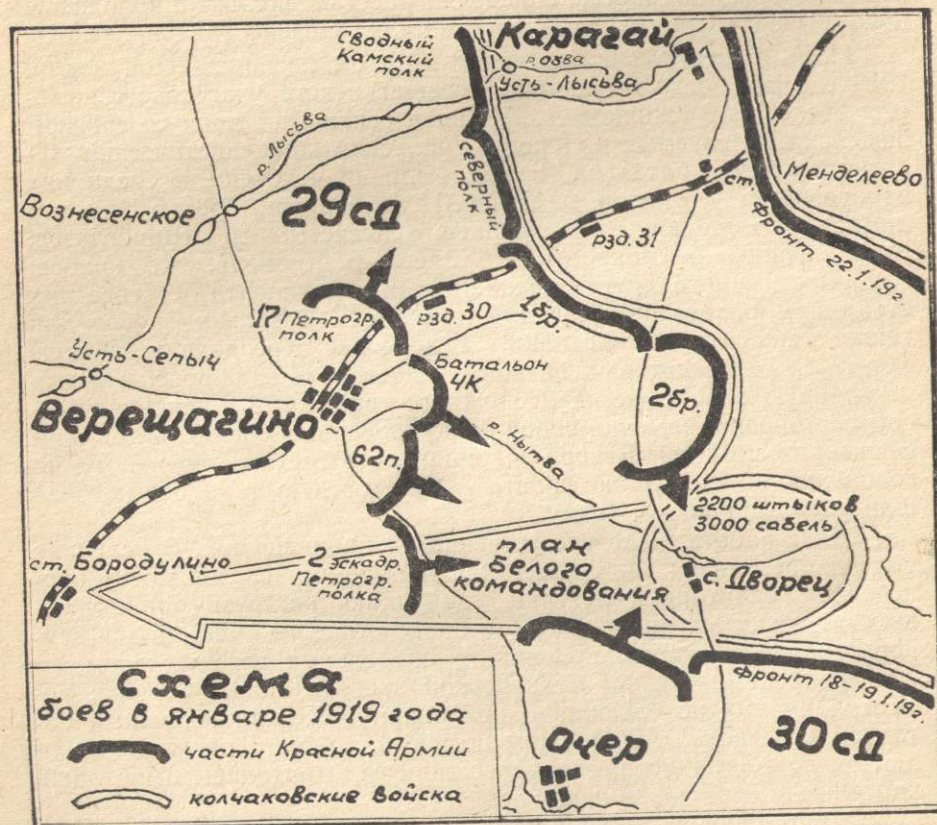 Сводный
Камский
полк
Карагай
р. Обва
Усть-Лысьва
р. Лысьва
северный
полк
ст. Менделеево
фронт 22.1.19г.
Вознесенское
29сд
рзд. 31
17 Петрогр.
полк
рзд. 30
1бр.
Усть-Сепыч
Батальон
ЧК
Верещагино
2бр.
62п.
р. Нытва
2200 штыков
3000 сабель
ст. Бородулино
2 эскадр.
Петрогр.
полка
план
Белого
командования
с. Дворец
фронт 18-19.1.19г.
Схема
боев в январе 1919 года
части Красной Армии
колчаковские войска
Очер
30сд